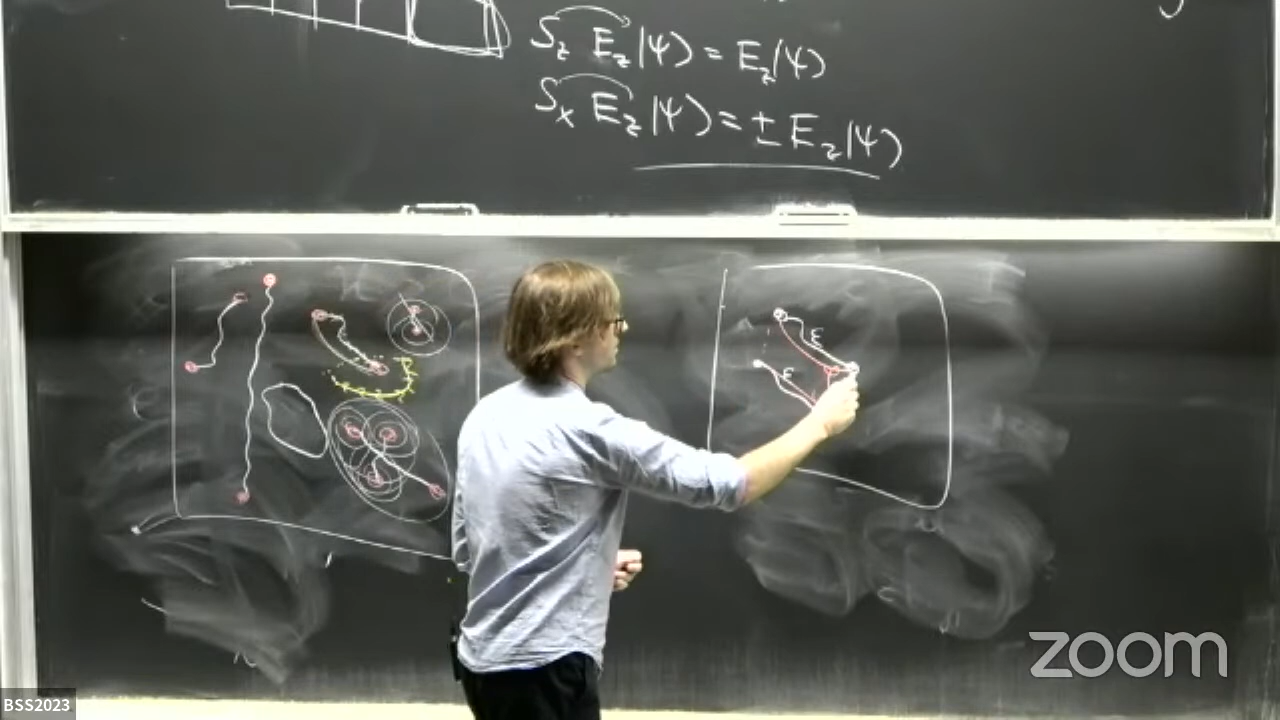 S_z E_z|ψ) = E_z|ψ)
S_x E_z|ψ) = ± E_z|ψ)
E
E
zoom
BSS2023